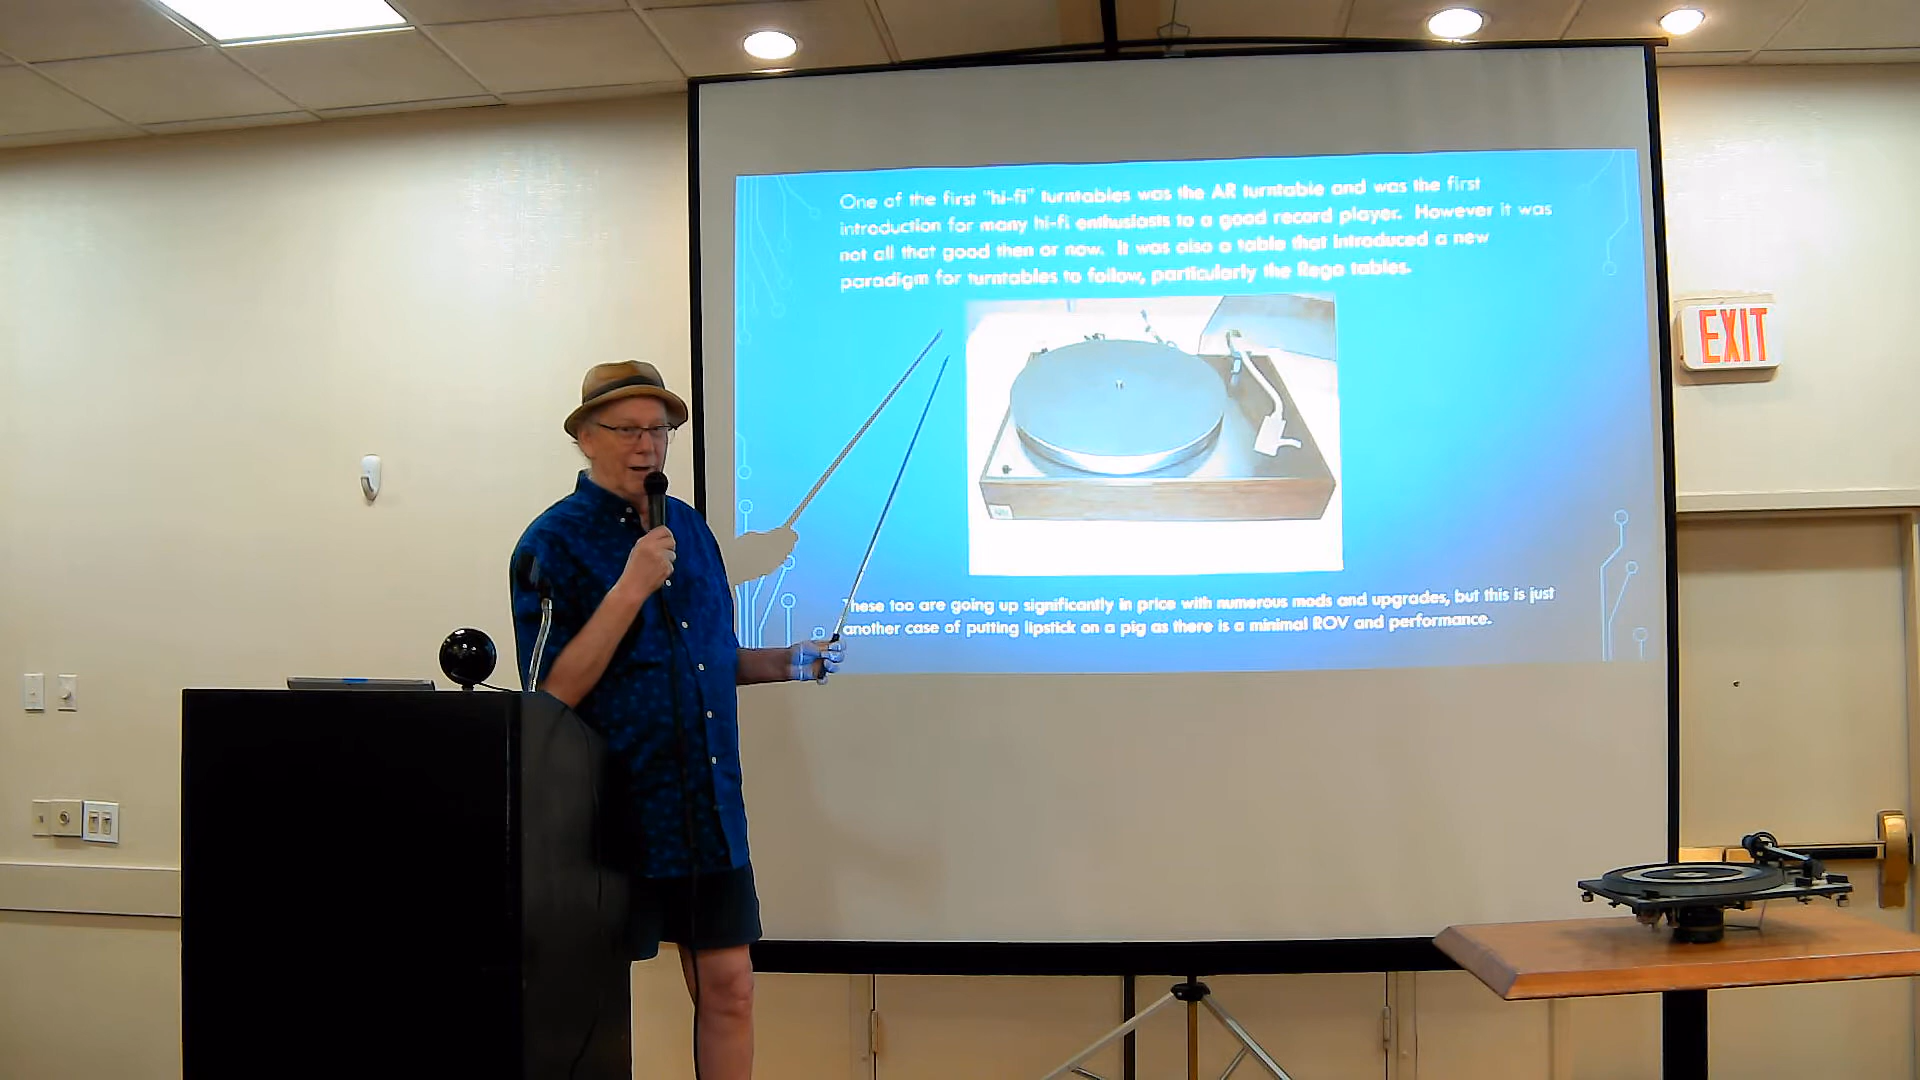 One of the first "hi-fi" turntables was the AR turntable and was the first
introduction for many hi-fi enthusiasts to a good record player. However it was
not all that good then or now. It was also a table that introduced a new
paradigm for turntables to follow, particularly the Rega tables.
These too are going up significantly in price with numerous mods and upgrades, but this is just
another case of putting lipstick on a pig as there is a minimal ROV and performance.
EXIT